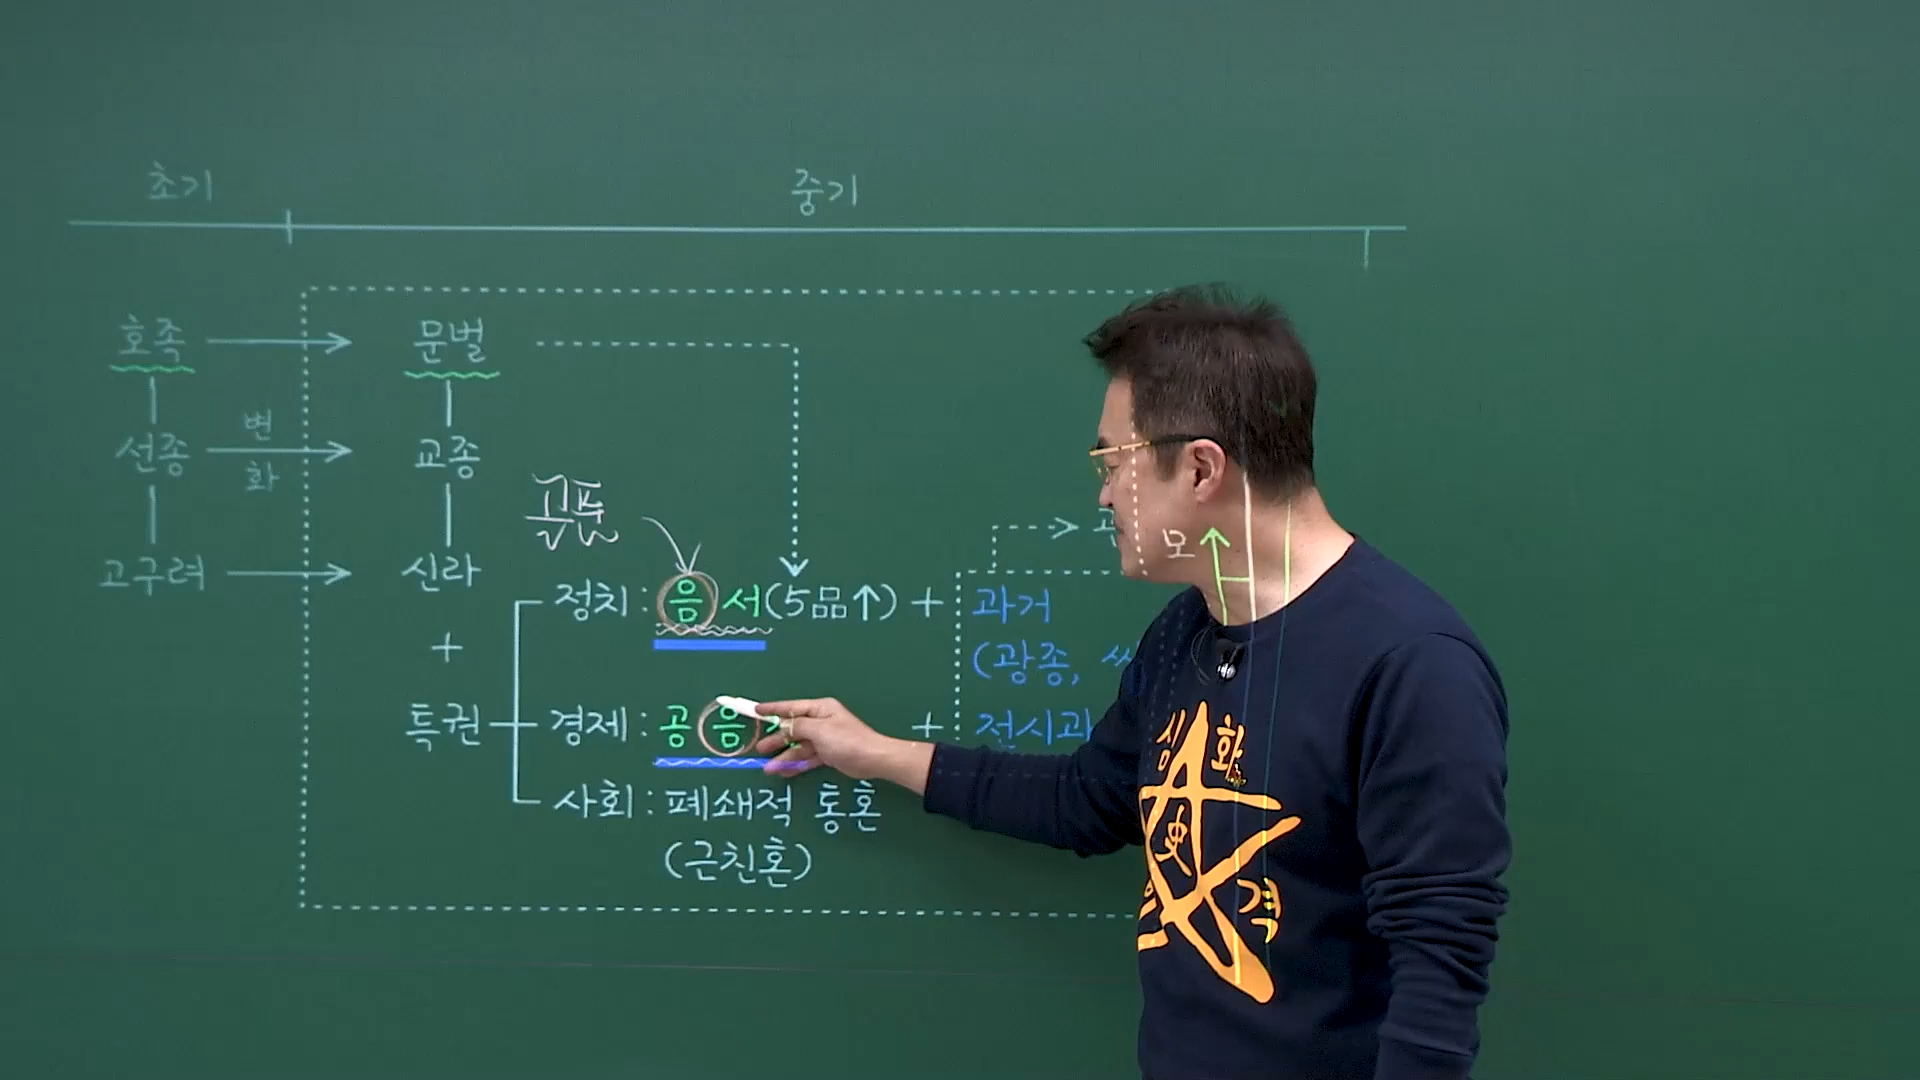 초기 중기
호족 → 문벌
변
선종 → 교종
화
공튼
고구려 → 신라
모
정치 : 음서(5品↑) + 과거
+
(광종,
특권 경제 : 공음 + 전시과
사회 : 폐쇄적 통혼
(근친혼)
심화
史
격